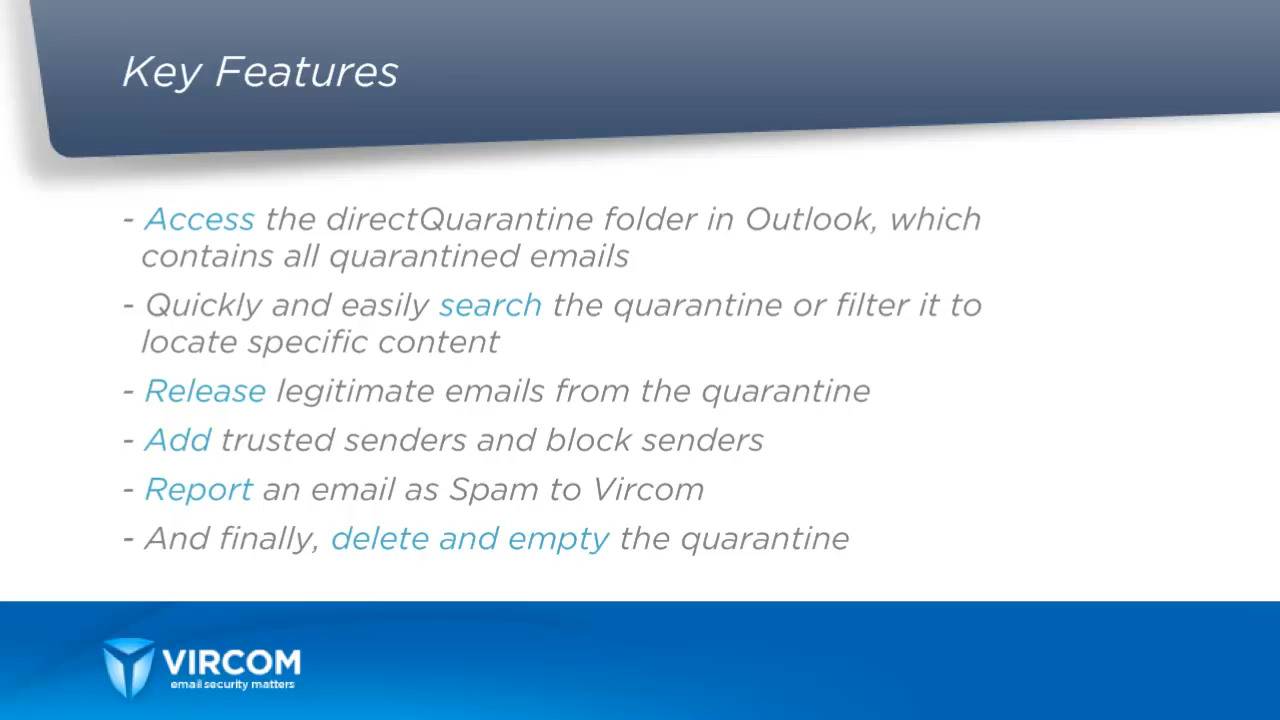 Key Features
- Access the directQuarantine folder in Outlook, which
contains all quarantined emails
- Quickly and easily search the quarantine or filter it to
locate specific content
- Release legitimate emails from the quarantine
- Add trusted senders and block senders
- Report an email as Spam to Vircom
- And finally, delete and empty the quarantine
VIRCOM
email security matters